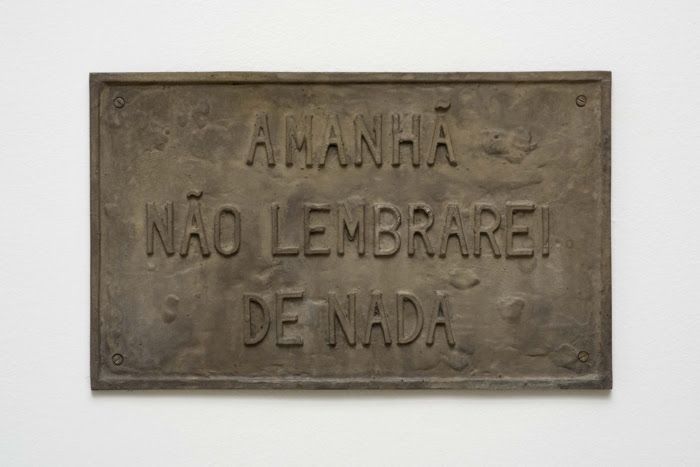 AMANHÃ
NÃO LEMBRAREI
DE NADA